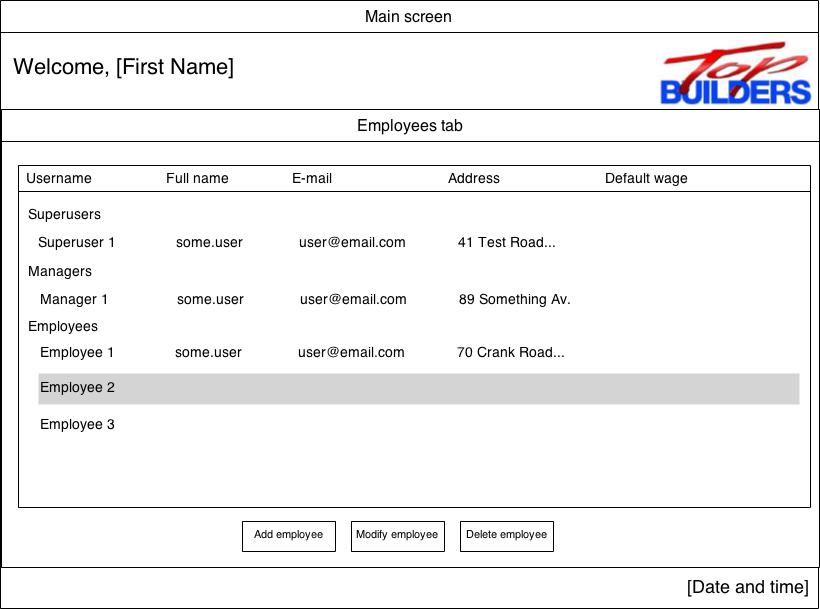 Main screen
Welcome, [First Name]
Top
BUILDERS
Employees tab
Username Full name E-mail Address Default wage
Superusers
Superuser 1 some.user user@email.com 41 Test Road...
Managers
Manager 1 some.user user@email.com 89 Something Av.
Employees
Employee 1 some.user user@email.com 70 Crank Road...
Employee 2
Employee 3
Add employee Modify employee Delete employee
[Date and time]